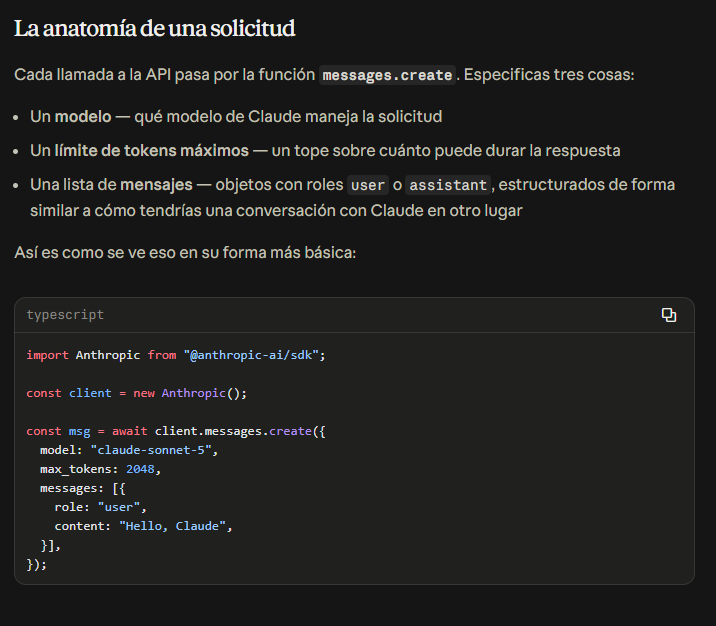 La anatomía de una solicitud
Cada llamada a la API pasa por la función messages.create. Especificas tres cosas:
• Un modelo — qué modelo de Claude maneja la solicitud
• Un límite de tokens máximos — un tope sobre cuánto puede durar la respuesta
• Una lista de mensajes — objetos con roles user o assistant, estructurados de forma
similar a cómo tendrías una conversación con Claude en otro lugar
Así es como se ve eso en su forma más básica:
typescript
import Anthropic from "@anthropic-ai/sdk";
const client = new Anthropic();
const msg = await client.messages.create({
  model: "claude-sonnet-5",
  max_tokens: 2048,
  messages: [{
    role: "user",
    content: "Hello, Claude",
  }],
});